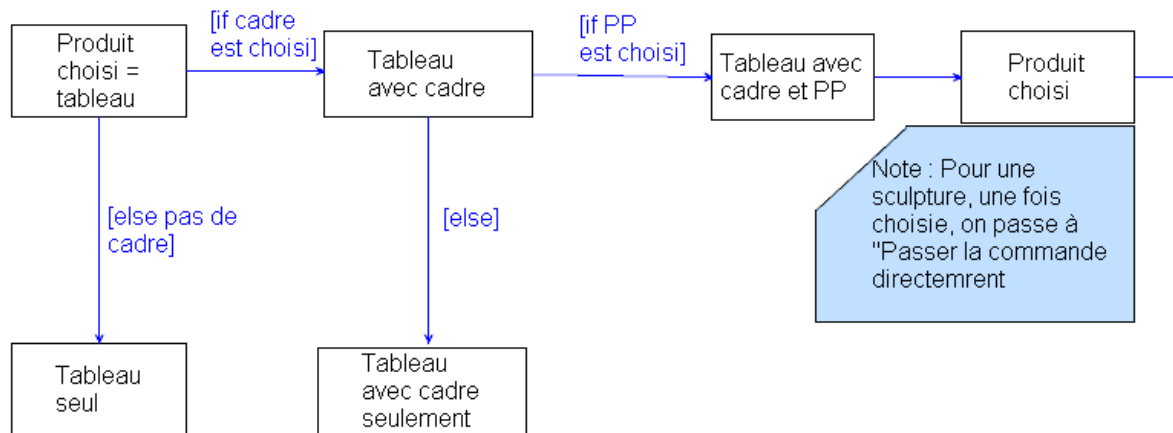 Produit
choisi =
tableau
[if cadre
est choisi]
Tableau
avec cadre
[if PP
est choisi]
Tableau avec
cadre et PP
Produit
choisi
Note : Pour une
sculpture, une fois
choisie, on passe à
"Passer la commande
directemrent
[else pas de
cadre]
[else]
Tableau
seul
Tableau
avec cadre
seulement